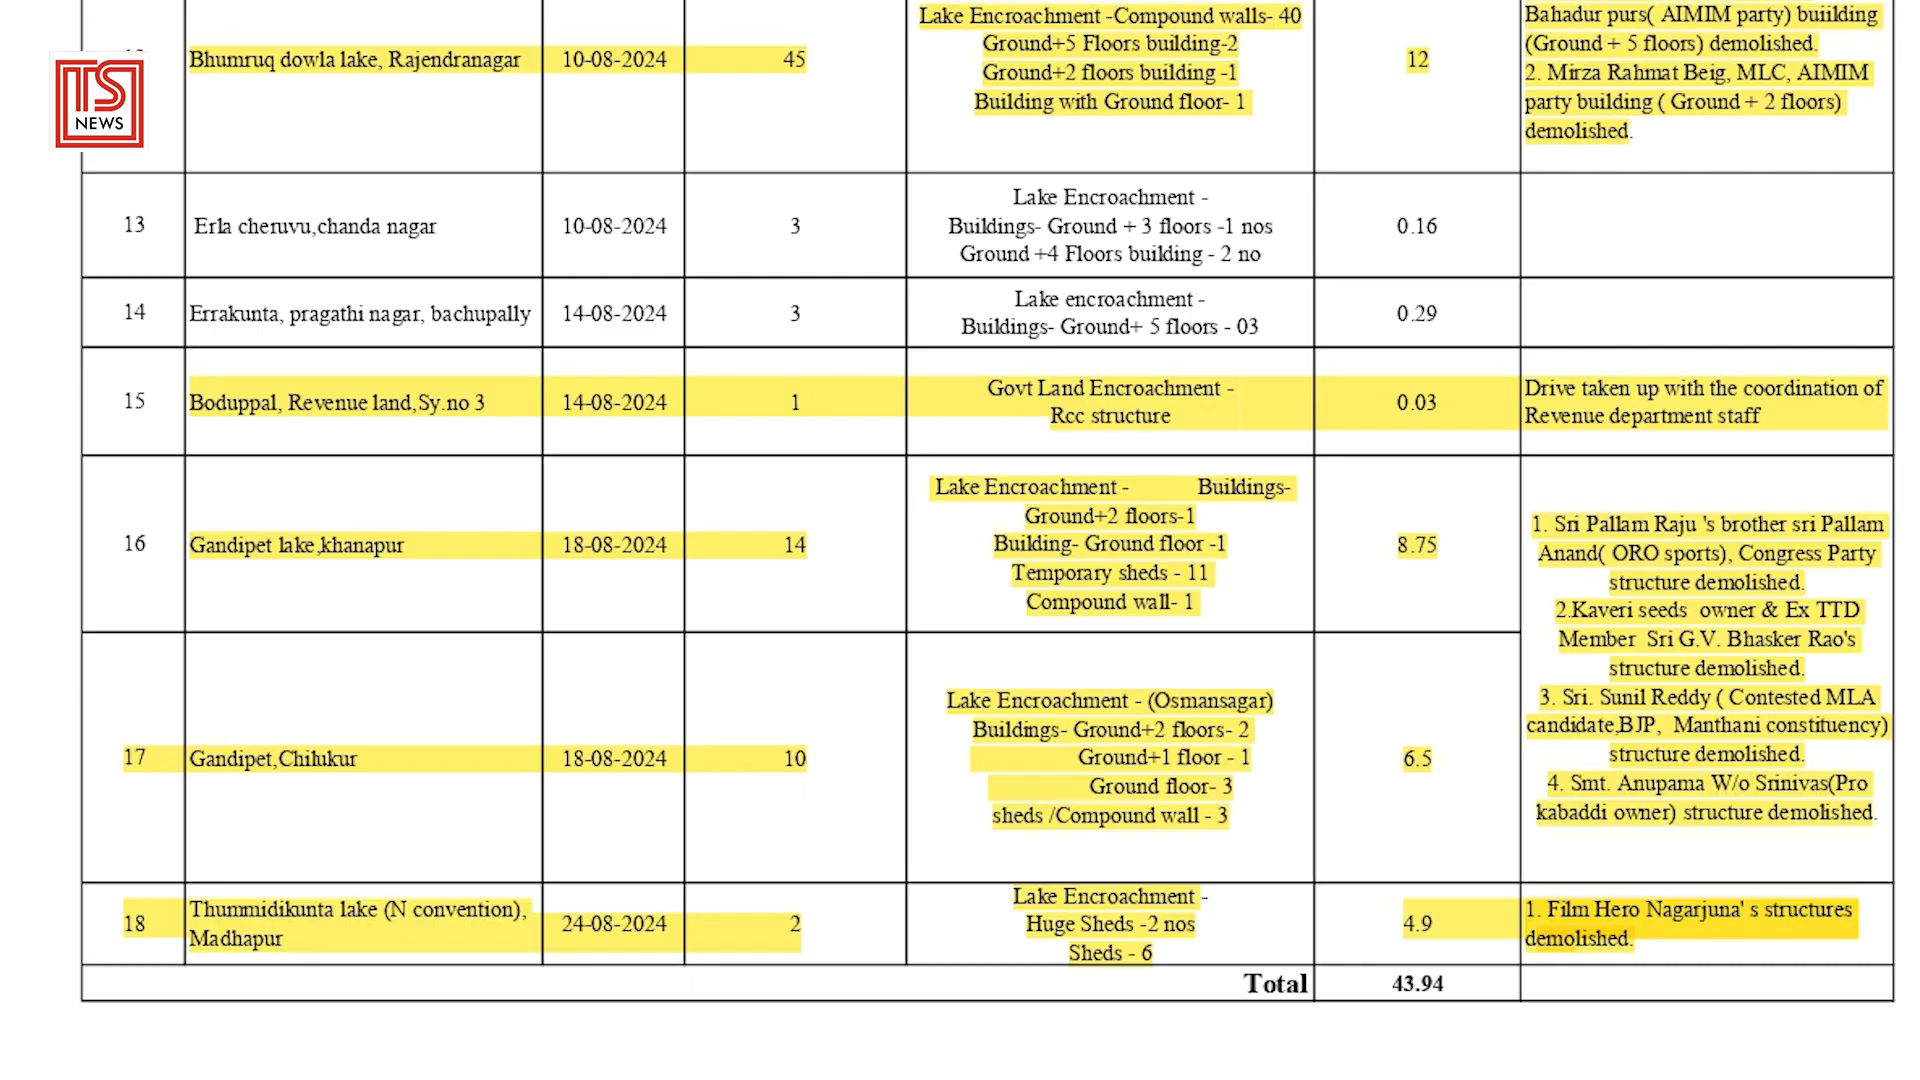 TS
NEWS
Bhumruq dowla lake, Rajendranagar
10-08-2024
45
Lake Encroachment -Compound walls- 40
Ground+5 Floors building-2
Ground+2 floors building -1
Building with Ground floor- 1
12
Bahadur purs( AIMIM party) buiilding
(Ground + 5 floors) demolished.
2. Mirza Rahmat Beig, MLC, AIMIM
party building ( Ground + 2 floors)
demolished.
13
Erla cheruvu,chanda nagar
10-08-2024
3
Lake Encroachment -
Buildings- Ground + 3 floors -1 nos
Ground +4 Floors building - 2 no
0.16
14
Errakunta, pragathi nagar, bachupally
14-08-2024
3
Lake encroachment -
Buildings- Ground+ 5 floors - 03
0.29
15
Boduppal, Revenue land,Sy.no 3
14-08-2024
1
Govt Land Encroachment -
Rcc structure
0.03
Drive taken up with the coordination of
Revenue department staff
16
Gandipet lake,khanapur
18-08-2024
14
Lake Encroachment - Buildings-
Ground+2 floors-1
Building- Ground floor -1
Temporary sheds - 11
Compound wall- 1
8.75
1. Sri Pallam Raju 's brother sri Pallam
Anand( ORO sports), Congress Party
structure demolished.
2.Kaveri seeds owner & Ex TTD
Member Sri G.V. Bhasker Rao's
structure demolished.
3. Sri. Sunil Reddy ( Contested MLA
candidate,BJP, Manthani constituency)
structure demolished.
4. Smt. Anupama W/o Srinivas(Pro
kabaddi owner) structure demolished.
17
Gandipet,Chilukur
18-08-2024
10
Lake Encroachment - (Osmansagar)
Buildings- Ground+2 floors- 2
Ground+1 floor - 1
Ground floor- 3
sheds /Compound wall - 3
6.5
18
Thummidikunta lake (N convention),
Madhapur
24-08-2024
2
Lake Encroachment -
Huge Sheds -2 nos
Sheds - 6
4.9
1. Film Hero Nagarjuna' s structures
demolished.
Total
43.94